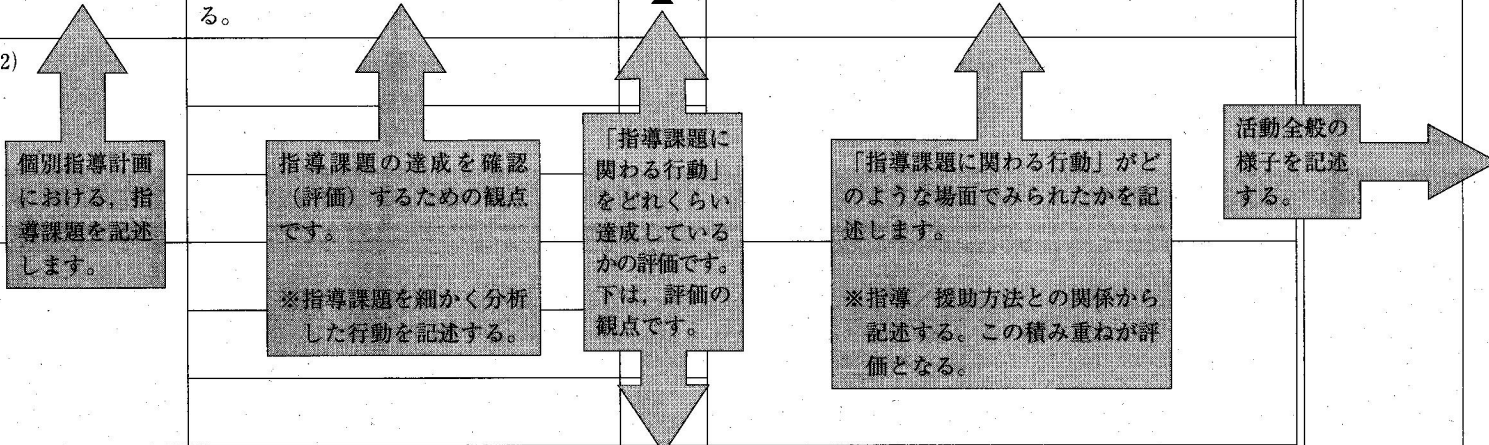 る。
2)
個別指導計画
における，指
導課題を記述
します。
指導課題の達成を確認
（評価）するための観点
です。
※指導課題を細かく分析
した行動を記述する。
「指導課題に
関わる行動」
をどれくらい
達成している
かの評価です。
下は，評価の
観点です。
「指導課題に関わる行動」がど
のような場面でみられたかを記
述します。
※指導／援助方法との関係から
記述する。この積み重ねが評
価となる。
活動全般の
様子を記述
する。